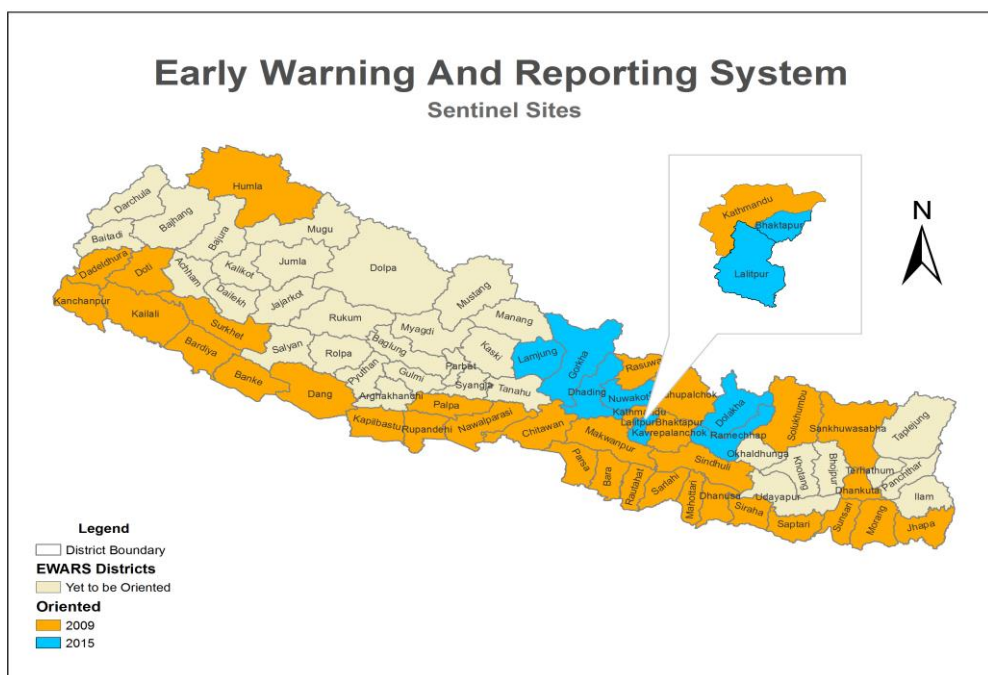 Early Warning And Reporting System
Sentinel Sites
Humla
Darchula
Bajhang
Baitadi
Bajura
Mugu
Dadeldhura
Doti
Achham
Kalikot
Jumla
Dolpa
Dailekh
Jajarkot
Kanchanpur
Kailali
Surkhet
Bardiya
Banke
Salyan
Rukum
Rolpa
Dang
Pyuthan
Mustang
Manang
Myagdi
Baglung
Gulmi
Parbat
Kaski
Syangja
Tanahu
Arghakhandhi
Palpa
Kapilbastu
Rupandehi
Nawalparasi
Lamjung
Gorkha
Dhading
Rasuwa
Nuwakot
hupalchok
Kathmandu
Lalitpur
Bhaktapur
Kavrepalanchok
Chitawan
Makwanpur
Parsa
Bara
Rautahat
Sarlahi
Mahottari
Dhanusa
Sindhuli
Dolakha
Ramechhap
Okhaldhunga
Solukhumbu
Sankhuwasabha
Khotang
Bhojpur
Udayapur
Siraha
Saptari
Terhathum
Dhankuta
Sunsari
Morang
Jhapa
Taplejung
Panchthar
Ilam
Kathmandu
Bhaktapur
Lalitpur
N
Legend
District Boundary
EWARS Districts
Yet to be Oriented
Oriented
2009
2015